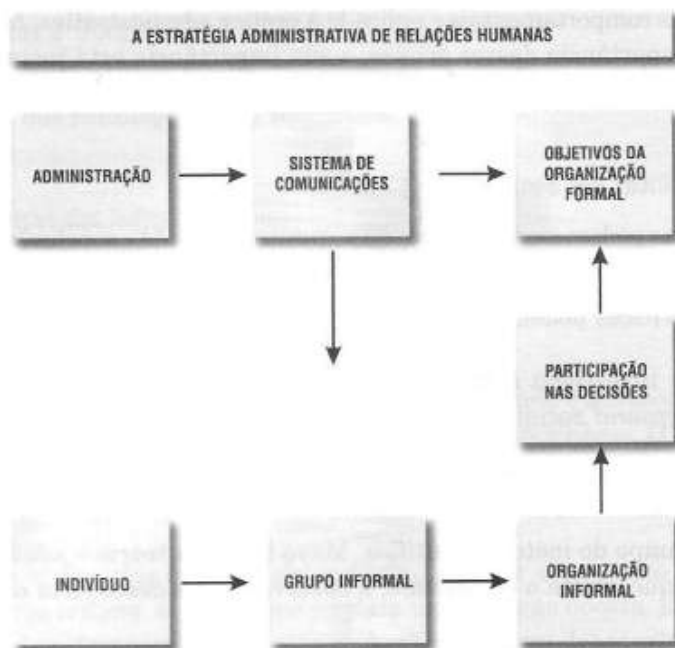 A ESTRATÉGIA ADMINISTRATIVA DE RELAÇÕES HUMANAS
ADMINISTRAÇÃO
SISTEMA DE
COMUNICAÇÕES
OBJETIVOS DA
ORGANIZAÇÃO
FORMAL
PARTICIPAÇÃO
NAS DECISÕES
INDIVÍDUO
GRUPO INFORMAL
ORGANIZAÇÃO
INFORMAL